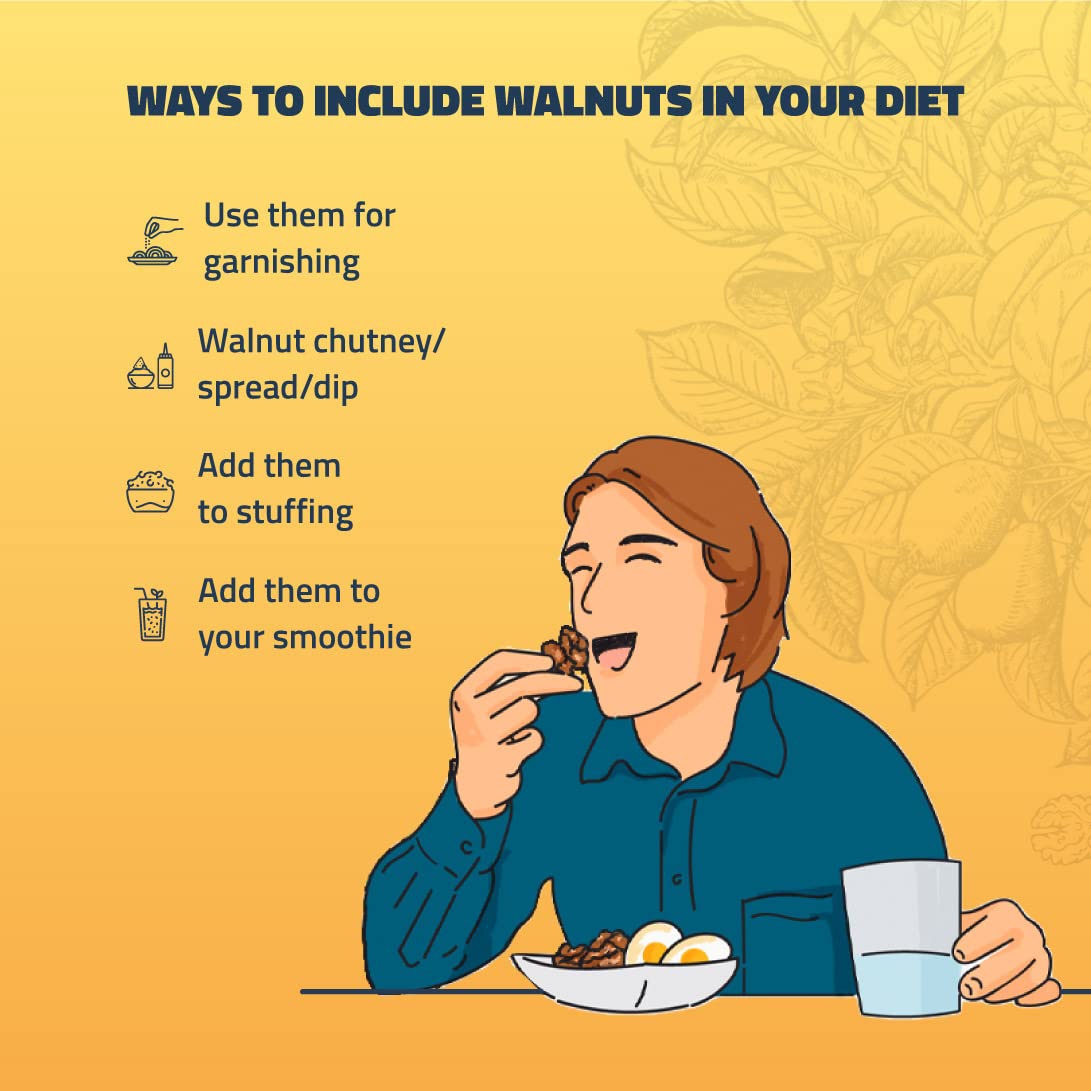 WAYS TO INCLUDE WALNUTS IN YOUR DIET
Use them for
garnishing
Walnut chutney/
spread/dip
Add them
to stuffing
Add them to
your smoothie